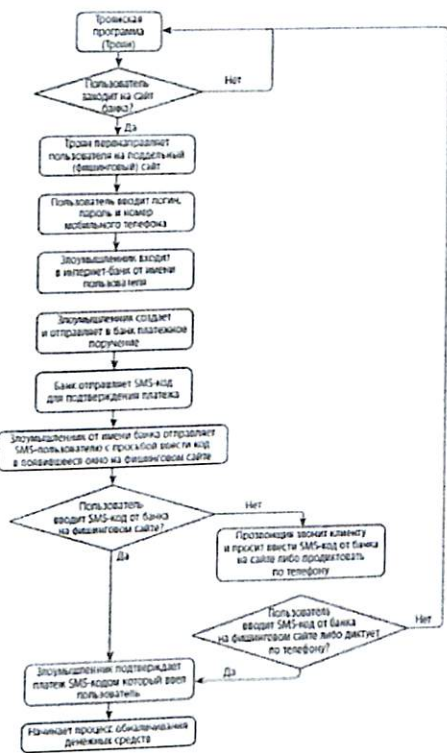 Троянская
программа
(Троян)
Пользователь
заходит на сайт
банка?
Нет
Да
Троян перенаправляет
пользователя на поддельный
(фишинговый) сайт
Пользователь вводит логин,
пароль и номер
мобильного телефона
Злоумышленник входит
в интернет-банк от имени
пользователя
Злоумышленник создает
и отправляет в банк платежное
поручение
Банк отправляет SMS-код
для подтверждения платежа
Злоумышленник от имени банка отправляет
SMS-пользователю с просьбой ввести код
в появившееся окно на фишинговом сайте
Пользователь
вводит SMS-код от банка
на фишинговом сайте?
Нет
Да
Прозвонщик звонит клиенту
и просит ввести SMS-код от банка
на сайте либо продиктовать
по телефону
Пользователь
вводит SMS-код от банка
на фишинговом сайте либо диктует
по телефону?
Нет
Да
Злоумышленник подтверждает
платеж SMS-кодом который ввел
пользователь
Начинает процесс обналичивания
денежных средств